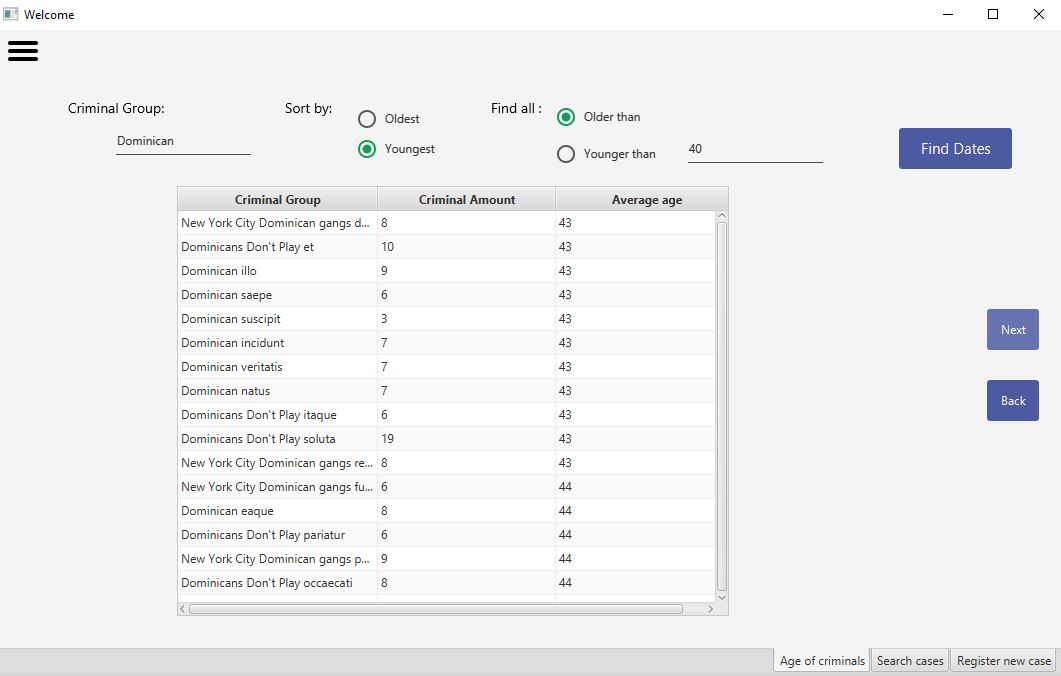 Welcome
Criminal Group:
Dominican
Sort by:
Oldest
Youngest
Find all :
Older than
Younger than
40
Find Dates
Criminal Group Criminal Amount Average age
New York City Dominican gangs d... 8 43
Dominicans Don't Play et 10 43
Dominican illo 9 43
Dominican saepe 6 43
Dominican suscipit 3 43
Dominican incidunt 7 43
Dominican veritatis 7 43
Dominican natus 7 43
Dominicans Don't Play itaque 6 43
Dominicans Don't Play soluta 19 43
New York City Dominican gangs re... 8 43
New York City Dominican gangs fu... 6 44
Dominican eaque 8 44
Dominicans Don't Play pariatur 6 44
New York City Dominican gangs p... 9 44
Dominicans Don't Play occaecati 8 44
Next
Back
Age of criminals Search cases Register new case